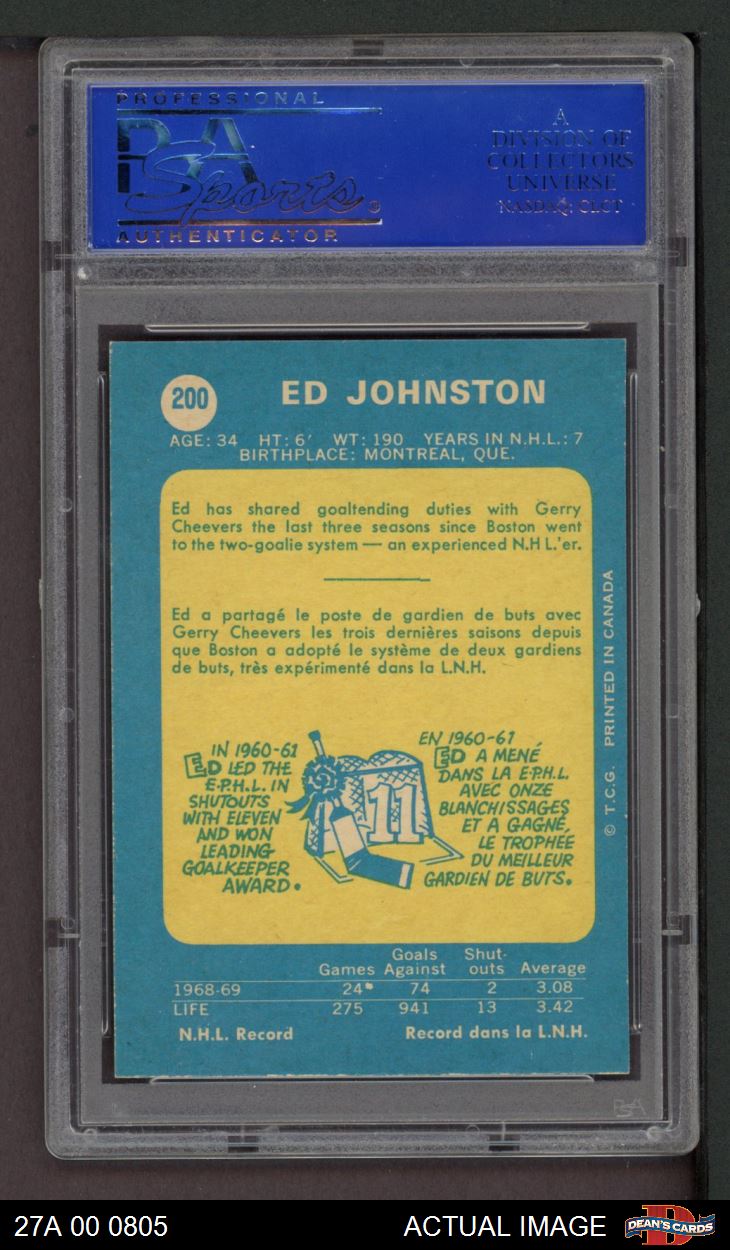 PROFESSIONAL
PSA
Sports
AUTHENTICATOR
A
DIVISION OF
COLLECTORS
UNIVERSE
NASDAQ: CLCT
200
ED JOHNSTON
AGE: 34 HT: 6′ WT: 190 YEARS IN N.H.L.: 7
BIRTHPLACE: MONTREAL, QUE.
Ed has shared goaltending duties with Gerry
Cheevers the last three seasons since Boston went
to the two-goalie system — an experienced N.H L.'er.
Ed a partagé le poste de gardien de buts avec
Gerry Cheevers les trois dernières saisons depuis
que Boston a adopté le système de deux gardiens
de buts, très expérimenté dans la L.N.H.
IN 1960-61
ED LED THE
E.P.H.L. IN
SHUTOUTS
WITH ELEVEN
AND WON
LEADING
GOALKEEPER
AWARD.
11
EN 1960-61
ED A MENÉ
DANS LA E.P.H.L.
AVEC ONZE
BLANCHISSAGES
ET A GAGNÉ,
LE TROPHÉE
DU MEILLEUR
GARDIEN DE BUTS.
© T.C.G. PRINTED IN CANADA
Goals Shut-
Games Against outs Average
1968-69 24* 74 2 3.08
LIFE 275 941 13 3.42
N.H.L. Record Record dans la L.N.H.
PSA
27A 00 0805 ACTUAL IMAGE
DEAN'S CARDS